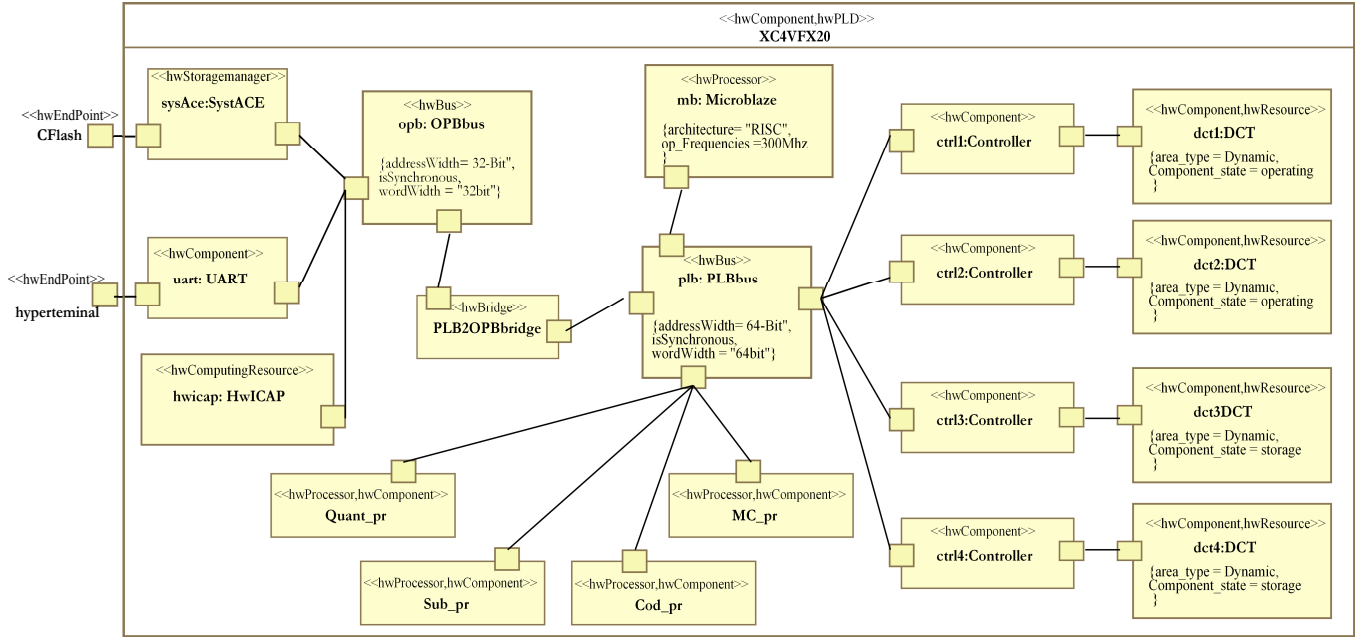 <<hwComponent,hwPLD>>
XC4VFX20
<<hwStoragemanager>
sysAce:SystACE
<<hwEndPoint>>
CFlash
<<hwBus>>
opb: OPBbus
{addressWidth= 32-Bit",
isSynchronous,
wordWidth = "32bit"}
<<hwComponent>>
uart: UART
<<hwEndPoint>>
hyperteminal
<<hwBridge>>
PLB2OPBbridge
<<hwComputingResource>>
hwicap: HwICAP
<<hwProcessor>>
mb: Microblaze
{architecture= "RISC",
op_Frequencies =300Mhz
}
<<hwBus>>
plb: PLBbus
{addressWidth= 64-Bit",
isSynchronous,
wordWidth = "64bit"}
<<hwProcessor,hwComponent>>
Quant_pr
<<hwProcessor,hwComponent>>
MC_pr
<<hwProcessor,hwComponent>>
Sub_pr
<<hwProcessor,hwComponent>>
Cod_pr
<<hwComponent>>
ctrl1:Controller
<<hwComponent,hwResource>>
dct1:DCT
{area_type = Dynamic,
Component_state = operating
}
<<hwComponent>>
ctrl2:Controller
<<hwComponent,hwResource>>
dct2:DCT
{area_type = Dynamic,
Component_state = operating
}
<<hwComponent>>
ctrl3:Controller
<<hwComponent,hwResource>>
dct3DCT
{area_type = Dynamic,
Component_state = storage
}
<<hwComponent>>
ctrl4:Controller
<<hwComponent,hwResource>>
dct4:DCT
{area_type = Dynamic,
Component_state = storage
}